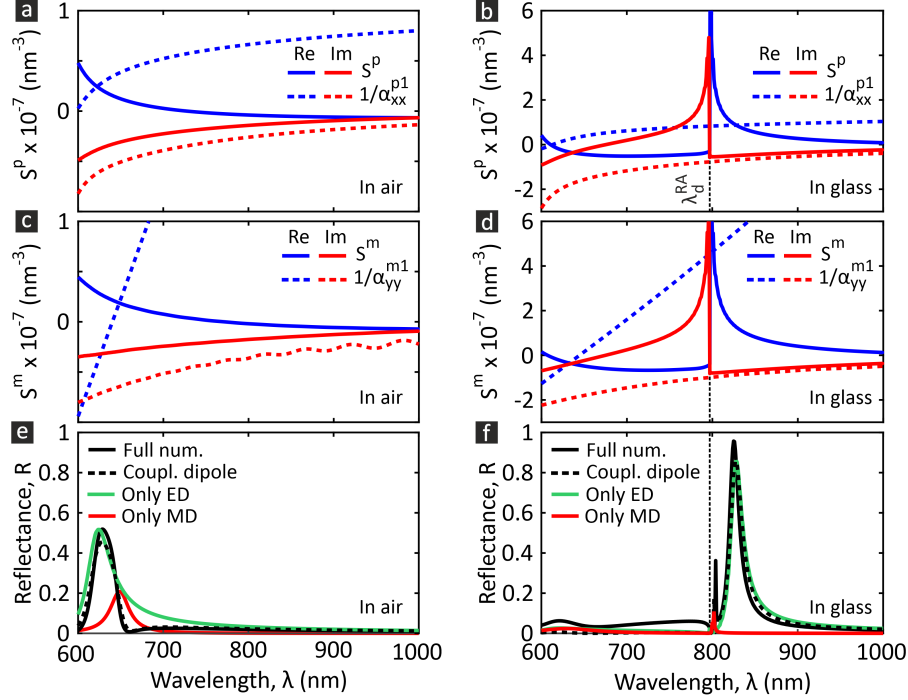 a
S^p x 10^-7 (nm^-3)
1
0
Re Im
S^p
1/α_xx^p1
In air
b
S^p x 10^-7 (nm^-3)
6
4
2
0
-2
Re Im
S^p
1/α_xx^p1
λ_d^RA
In glass
c
S^m x 10^-7 (nm^-3)
1
0
Re Im
S^m
1/α_yy^m1
In air
d
S^m x 10^-7 (nm^-3)
6
4
2
0
-2
Re Im
S^m
1/α_yy^m1
In glass
e
Reflectance, R
1
0.8
0.6
0.4
0.2
0
Full num.
Coupl. dipole
Only ED
Only MD
In air
600 700 800 900 1000
Wavelength, λ (nm)
f
Reflectance, R
1
0.8
0.6
0.4
0.2
0
Full num.
Coupl. dipole
Only ED
Only MD
In glass
600 700 800 900 1000
Wavelength, λ (nm)